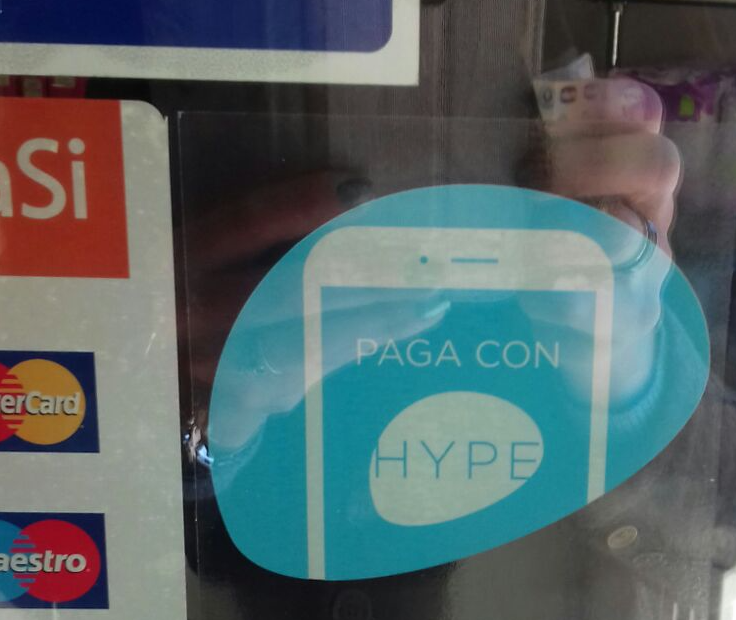 aSi
erCard
aestro
PAGA CON
HYPE